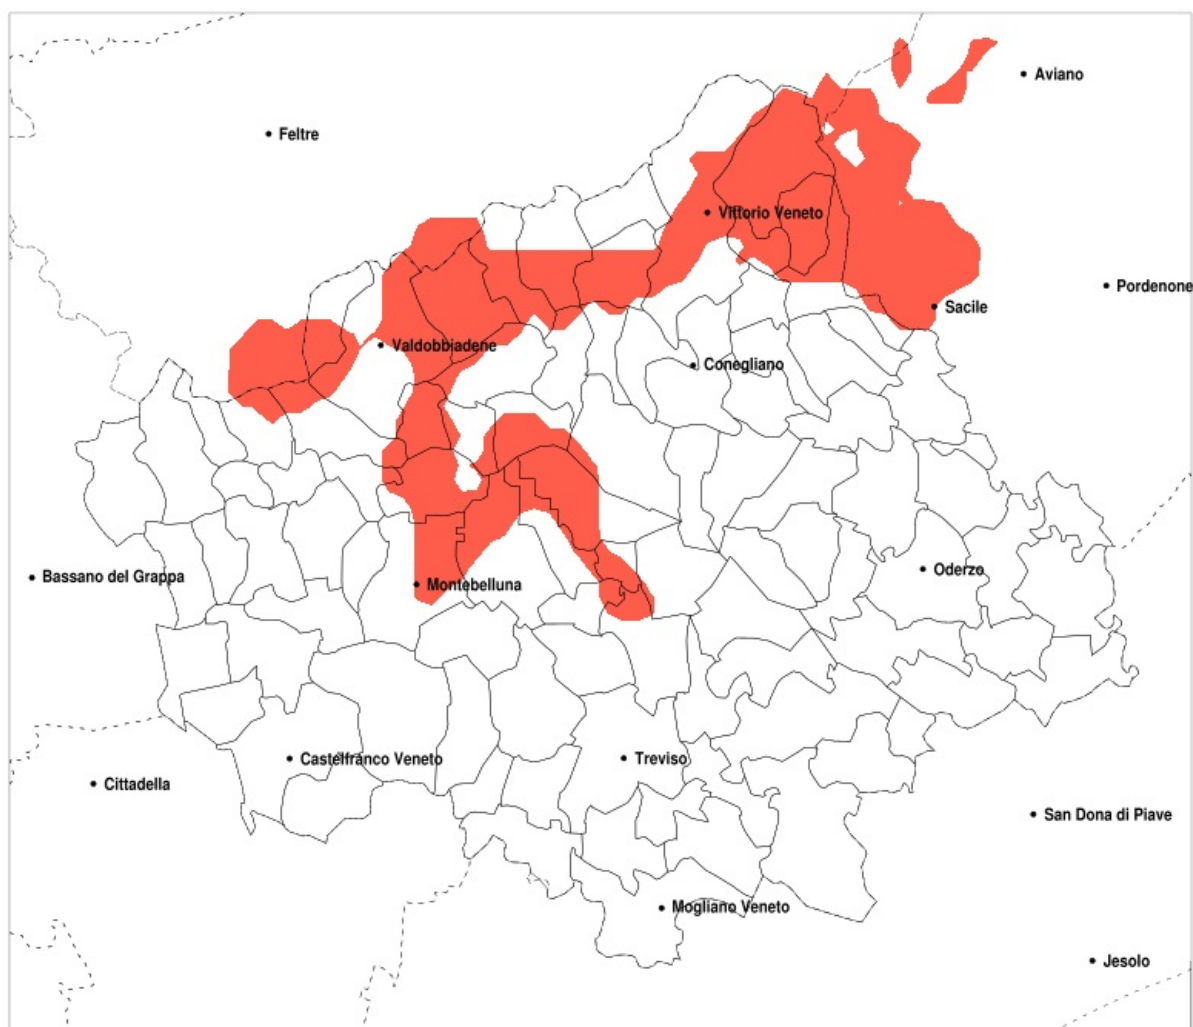 Aviano
Feltre
Vittorio Veneto
Pordenone
Sacile
Valdobbiadene
Conegliano
Oderzo
Bassano del Grappa
Montebelluna
Castelfranco Veneto
Treviso
Cittadella
San Dona di Piave
Mogliano Veneto
Jesolo